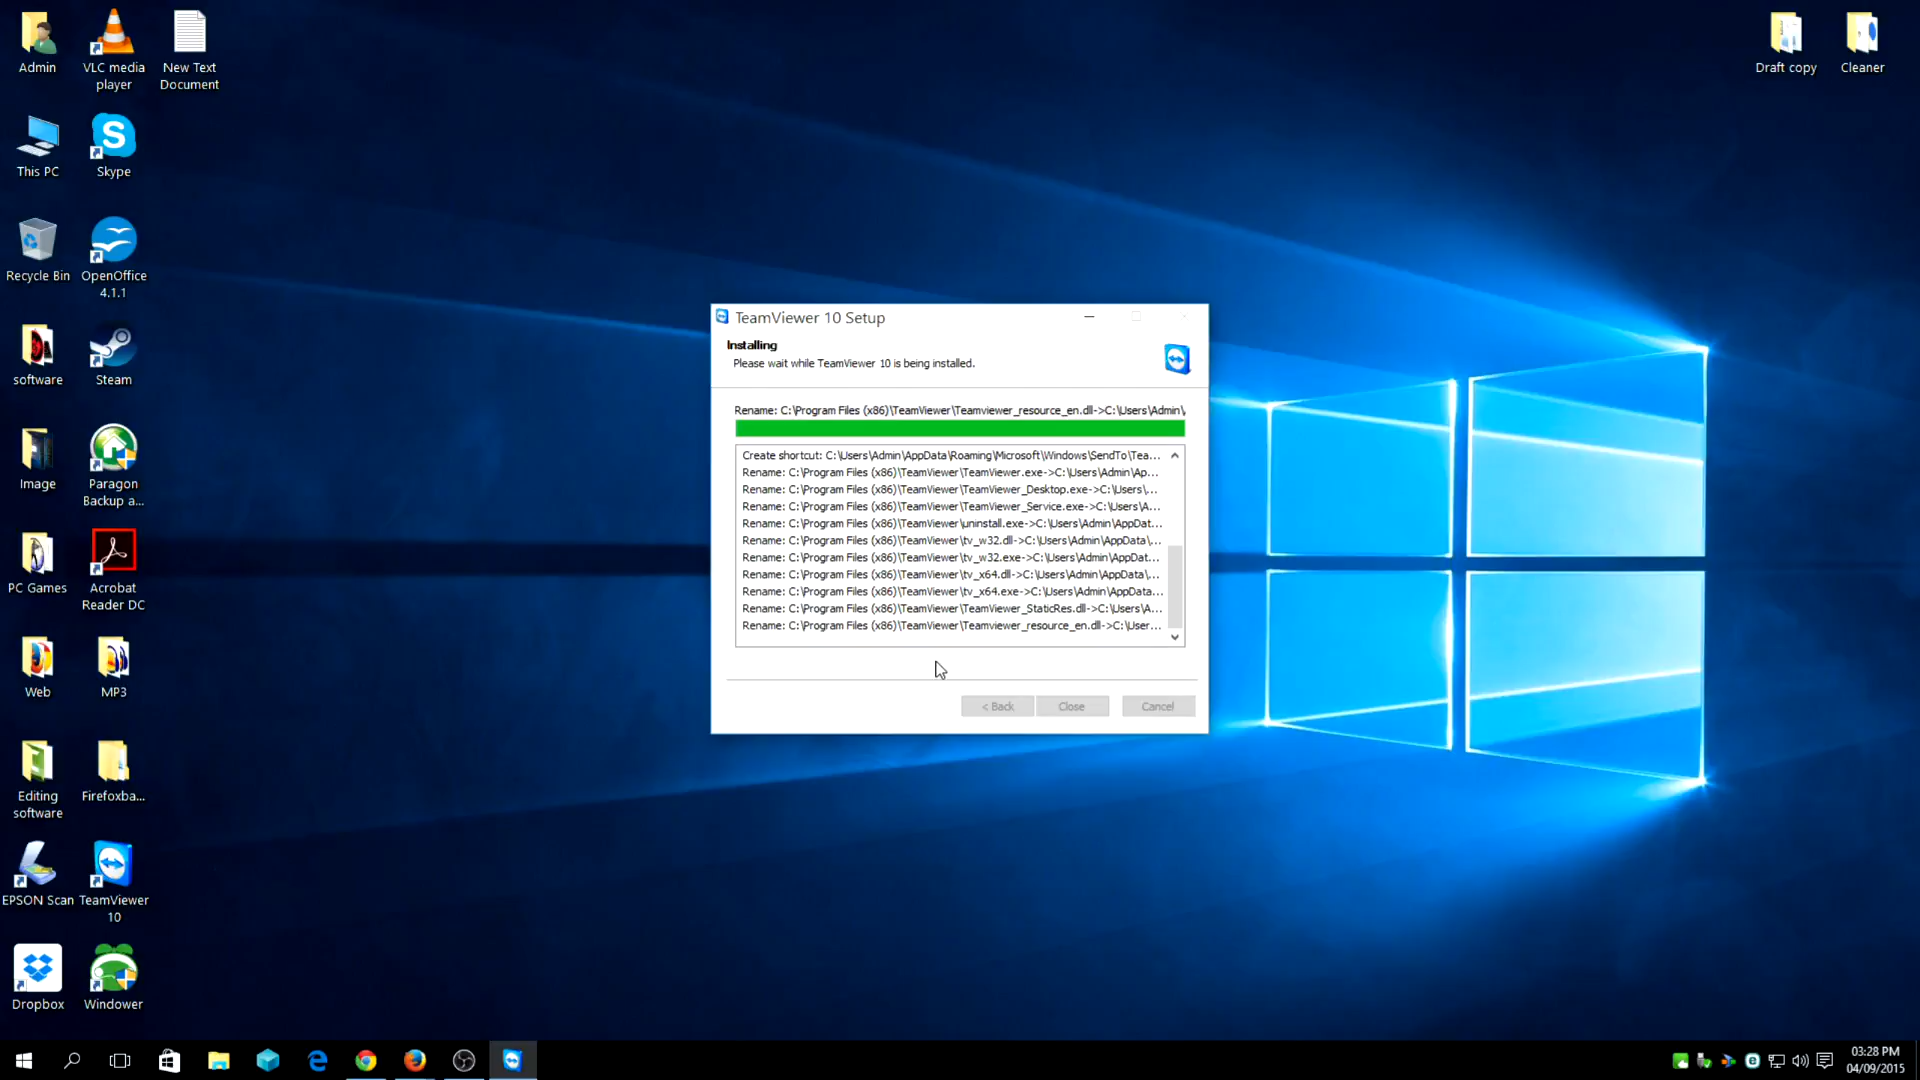 Admin
VLC media
player
New Text
Document
Draft copy
Cleaner
This PC
Skype
Recycle Bin
OpenOffice
4.1.1
software
Steam
Image
Paragon
Backup a...
PC Games
Acrobat
Reader DC
Web
MP3
Editing
software
Firefoxba...
EPSON Scan
TeamViewer
10
Dropbox
Windower
TeamViewer 10 Setup
Installing
Please wait while TeamViewer 10 is being installed.
Rename: C:\Program Files (x86)\TeamViewer\Teamviewer_resource_en.dll->C:\Users\Admin\
Create shortcut: C:\Users\Admin\AppData\Roaming\Microsoft\Windows\SendTo\Tea...
Rename: C:\Program Files (x86)\TeamViewer\TeamViewer.exe->C:\Users\Admin\Ap...
Rename: C:\Program Files (x86)\TeamViewer\TeamViewer_Desktop.exe->C:\Users\...
Rename: C:\Program Files (x86)\TeamViewer\TeamViewer_Service.exe->C:\Users\A...
Rename: C:\Program Files (x86)\TeamViewer\uninstall.exe->C:\Users\Admin\AppDat...
Rename: C:\Program Files (x86)\TeamViewer\tv_w32.dll->C:\Users\Admin\AppData\...
Rename: C:\Program Files (x86)\TeamViewer\tv_w32.exe->C:\Users\Admin\AppDat...
Rename: C:\Program Files (x86)\TeamViewer\tv_x64.dll->C:\Users\Admin\AppData\...
Rename: C:\Program Files (x86)\TeamViewer\tv_x64.exe->C:\Users\Admin\AppData...
Rename: C:\Program Files (x86)\TeamViewer\TeamViewer_StaticRes.dll->C:\Users\A...
Rename: C:\Program Files (x86)\TeamViewer\Teamviewer_resource_en.dll->C:\User...
< Back
Close
Cancel
03:28 PM
04/09/2015